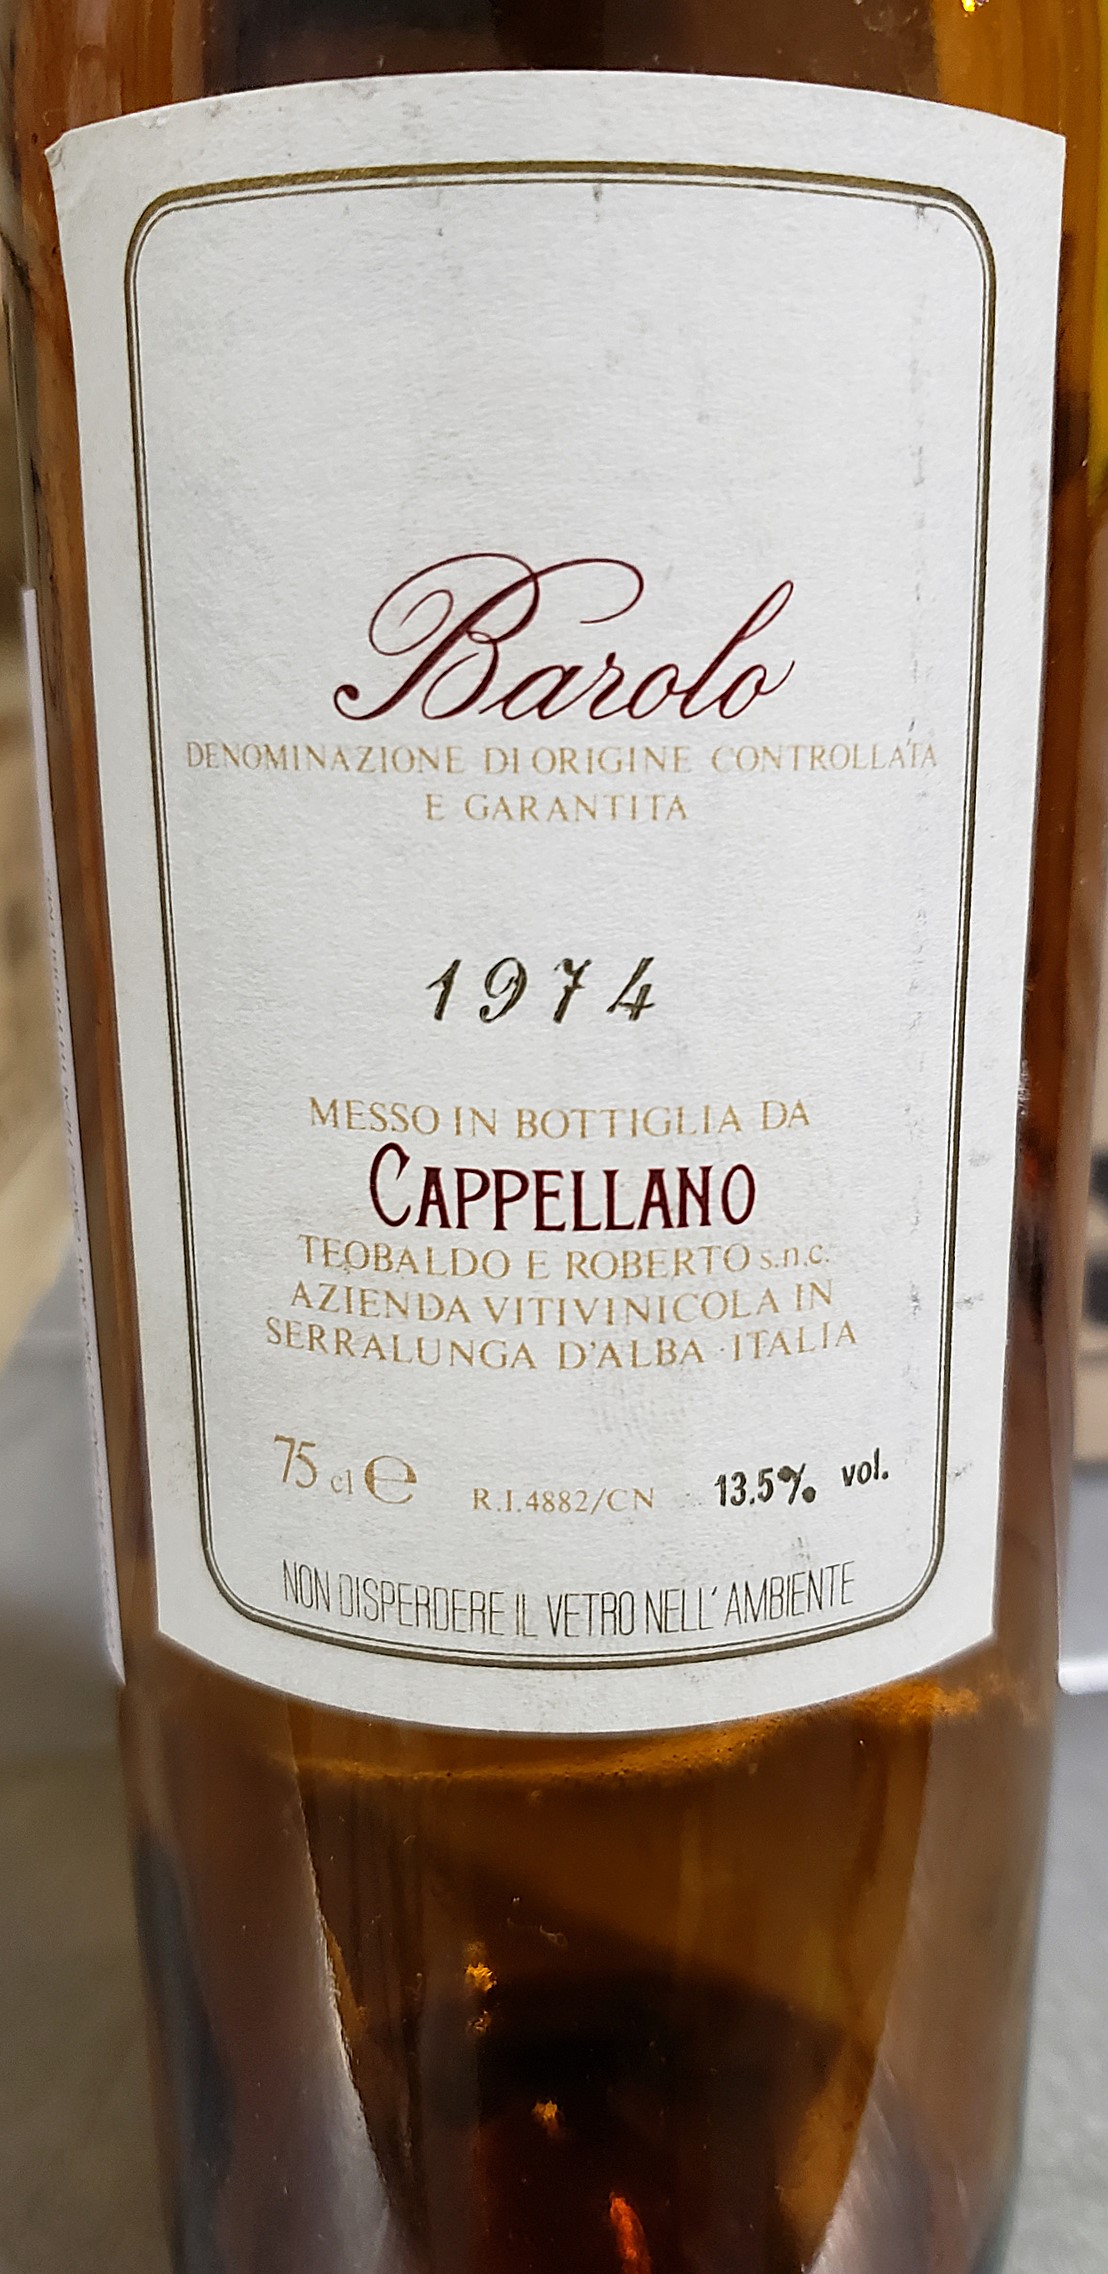 Barolo
DENOMINAZIONE DI ORIGINE CONTROLLATA
E GARANTITA
1974
MESSO IN BOTTIGLIA DA
CAPPELLANO
TEOBALDO E ROBERTO s.n.c.
AZIENDA VITIVINICOLA IN
SERRALUNGA D'ALBA · ITALIA
75 cl e R.I.4882/CN 13.5% vol.
NON DISPERDERE IL VETRO NELL' AMBIENTE